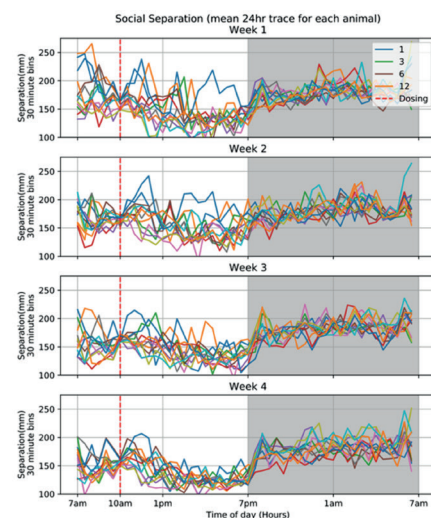 Social Separation (mean 24hr trace for each animal)
Week 1
Separation(mm)
30 minute bins
250
200
150
100
1
3
6
12
Dosing
Week 2
Separation(mm)
30 minute bins
250
200
150
100
Week 3
Separation(mm)
30 minute bins
250
200
150
100
Week 4
Separation(mm)
30 minute bins
250
200
150
100
7am
10am
1pm
7pm
1am
7am
Time of day (Hours)